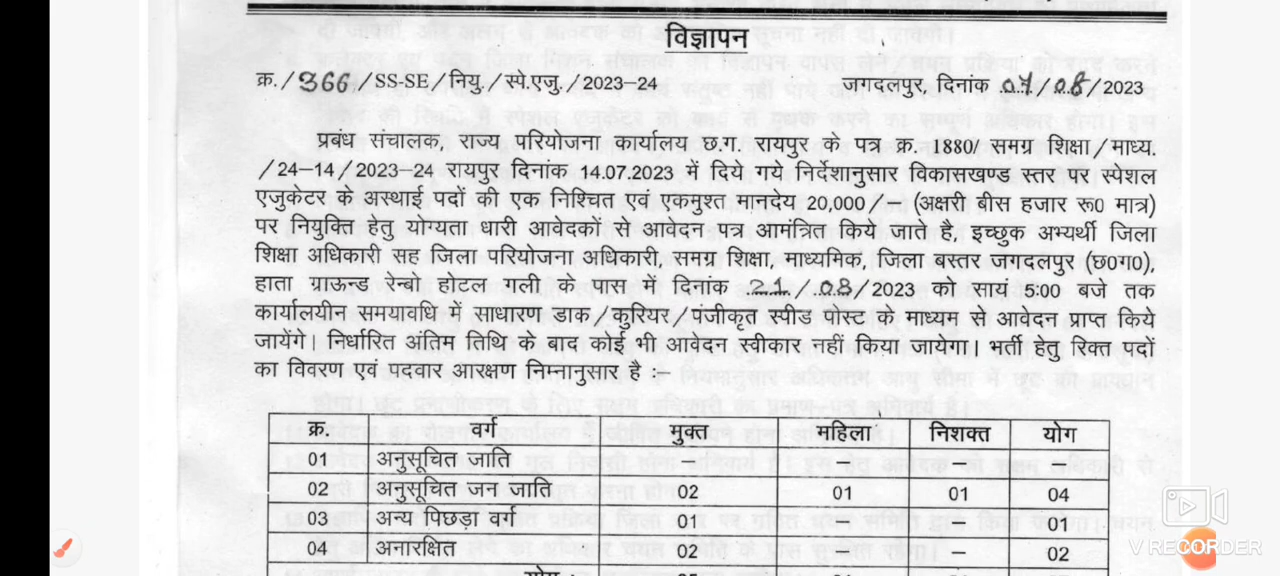 विज्ञापन
क्र./366/SS-SE/नियु./स्पे.एजु./2023-24 जगदलपुर, दिनांक 07/08/2023
प्रबंध संचालक, राज्य परियोजना कार्यालय छ.ग. रायपुर के पत्र क्र. 1880/ समग्र शिक्षा/माध्य.
/24-14/2023-24 रायपुर दिनांक 14.07.2023 में दिये गये निर्देशानुसार विकासखण्ड स्तर पर स्पेशल
एजुकेटर के अस्थाई पदों की एक निश्चित एवं एकमुश्त मानदेय 20,000/- (अक्षरी बीस हजार रू0 मात्र)
पर नियुक्ति हेतु योग्यता धारी आवेदकों से आवेदन पत्र आमंत्रित किये जाते है, इच्छुक अभ्यर्थी जिला
शिक्षा अधिकारी सह जिला परियोजना अधिकारी, समग्र शिक्षा, माध्यमिक, जिला बस्तर जगदलपुर (छ0ग0),
हाता ग्राऊन्ड रेन्बो होटल गली के पास में दिनांक 21/08/2023 को सायं 5:00 बजे तक
कार्यालयीन समयावधि में साधारण डाक/कुरियर/पंजीकृत स्पीड पोस्ट के माध्यम से आवेदन प्राप्त किये
जायेंगे। निर्धारित अंतिम तिथि के बाद कोई भी आवेदन स्वीकार नहीं किया जायेगा। भर्ती हेतु रिक्त पदों
का विवरण एवं पदवार आरक्षण निम्नानुसार है :-
क्र. वर्ग मुक्त महिला निशक्त योग
01 अनुसूचित जाति – – – –
02 अनुसूचित जन जाति 02 01 01 04
03 अन्य पिछड़ा वर्ग 01 – – 01
04 अनारक्षित 02 – – 02
V RECORDER